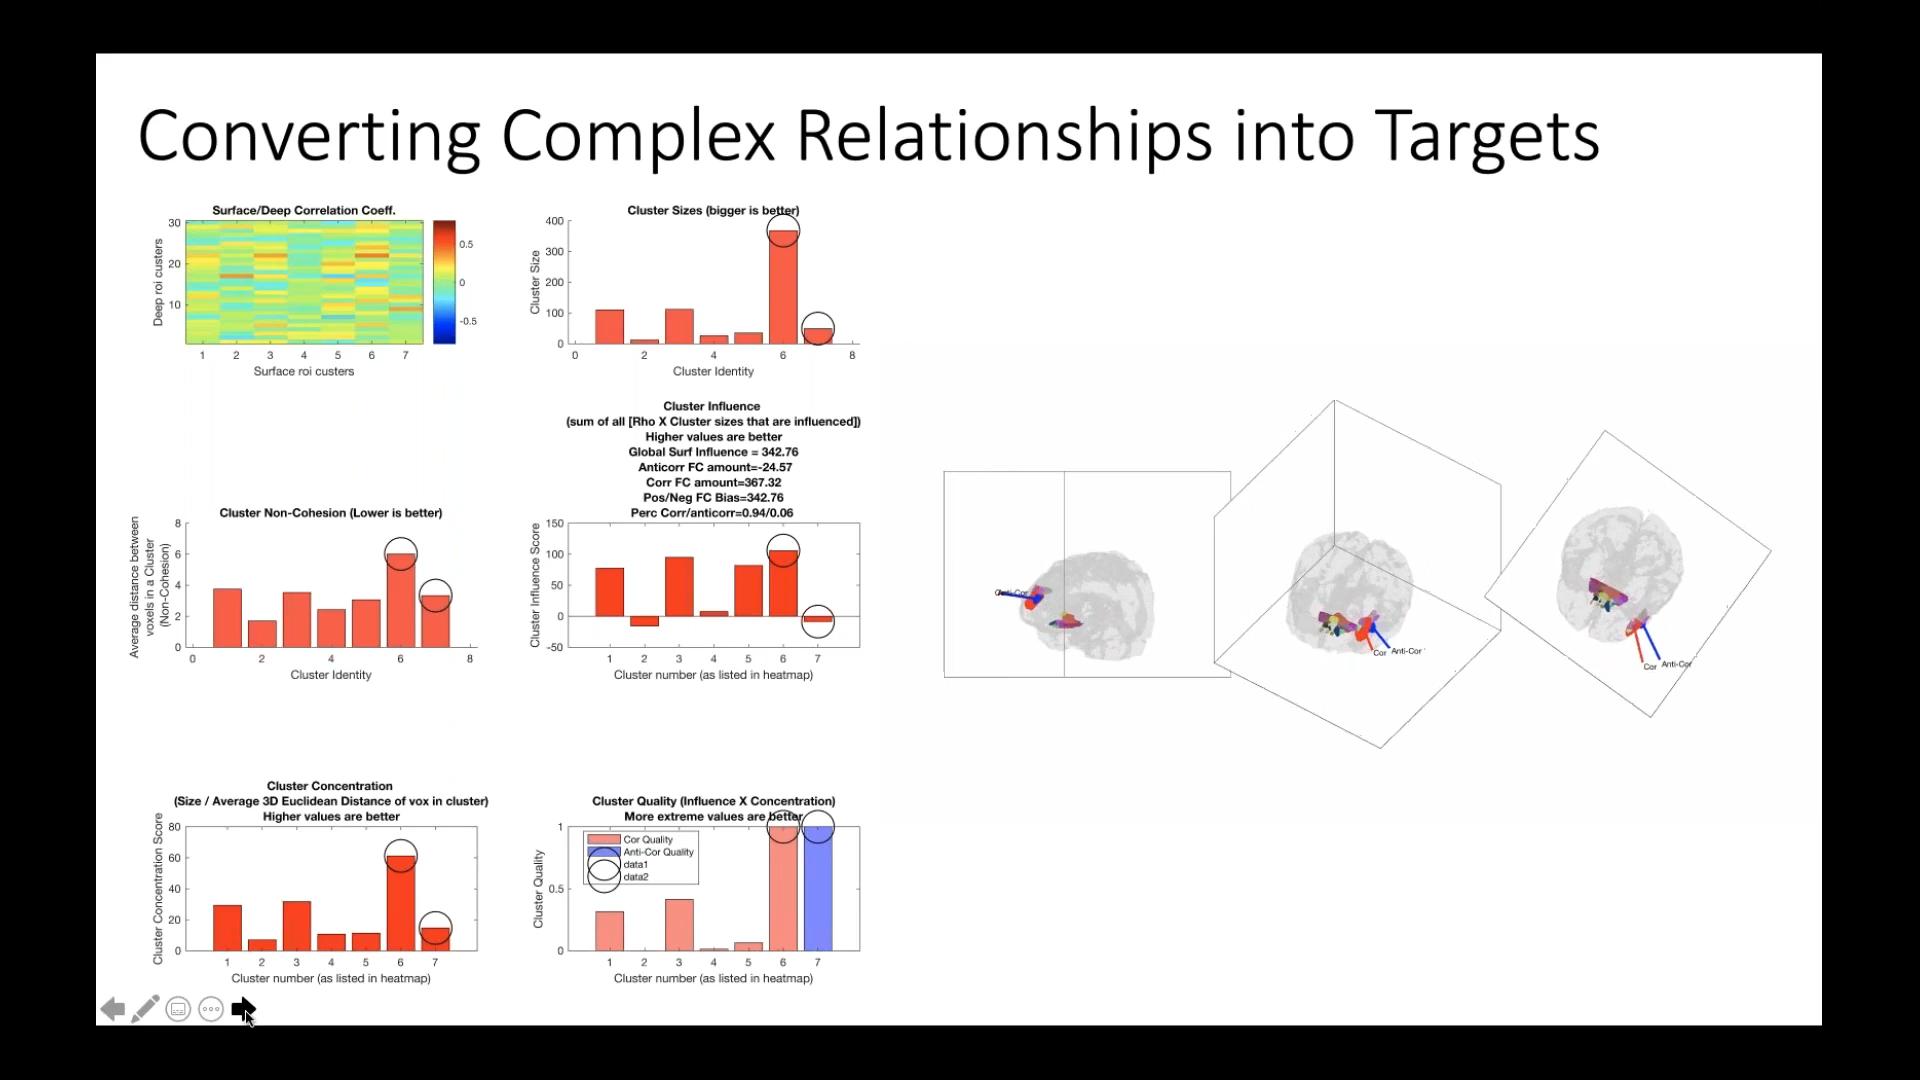 Converting Complex Relationships into Targets
Surface/Deep Correlation Coeff.
30
20
10
Deep roi custers
1 2 3 4 5 6 7
Surface roi custers
0.5
0
-0.5
Cluster Sizes (bigger is better)
400
300
200
100
0
Cluster Size
0 2 4 6 8
Cluster Identity
Cluster Non-Cohesion (Lower is better)
8
6
4
2
0
Average distance between
voxels in a Cluster
(Non-Cohesion)
0 2 4 6 8
Cluster Identity
Cluster Influence
(sum of all [Rho X Cluster sizes that are influenced])
Higher values are better
Global Surf Influence = 342.76
Anticorr FC amount=-24.57
Corr FC amount=367.32
Pos/Neg FC Bias=342.76
Perc Corr/anticorr=0.94/0.06
150
100
50
0
-50
Cluster Influence Score
1 2 3 4 5 6 7
Cluster number (as listed in heatmap)
Cluster Concentration
(Size / Average 3D Euclidean Distance of vox in cluster)
Higher values are better
80
60
40
20
0
Cluster Concentration Score
1 2 3 4 5 6 7
Cluster number (as listed in heatmap)
Cluster Quality (Influence X Concentration)
More extreme values are better
1
0.5
0
Cluster Quality
Cor Quality
Anti-Cor Quality
data1
data2
1 2 3 4 5 6 7
Cluster number (as listed in heatmap)
Cor Anti-Cor
Cor Anti-Cor